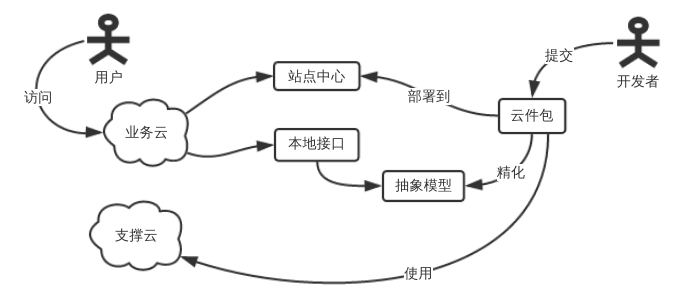 用户
访问
业务云
站点中心
本地接口
抽象模型
部署到
提交
开发者
云件包
精化
支撑云
使用